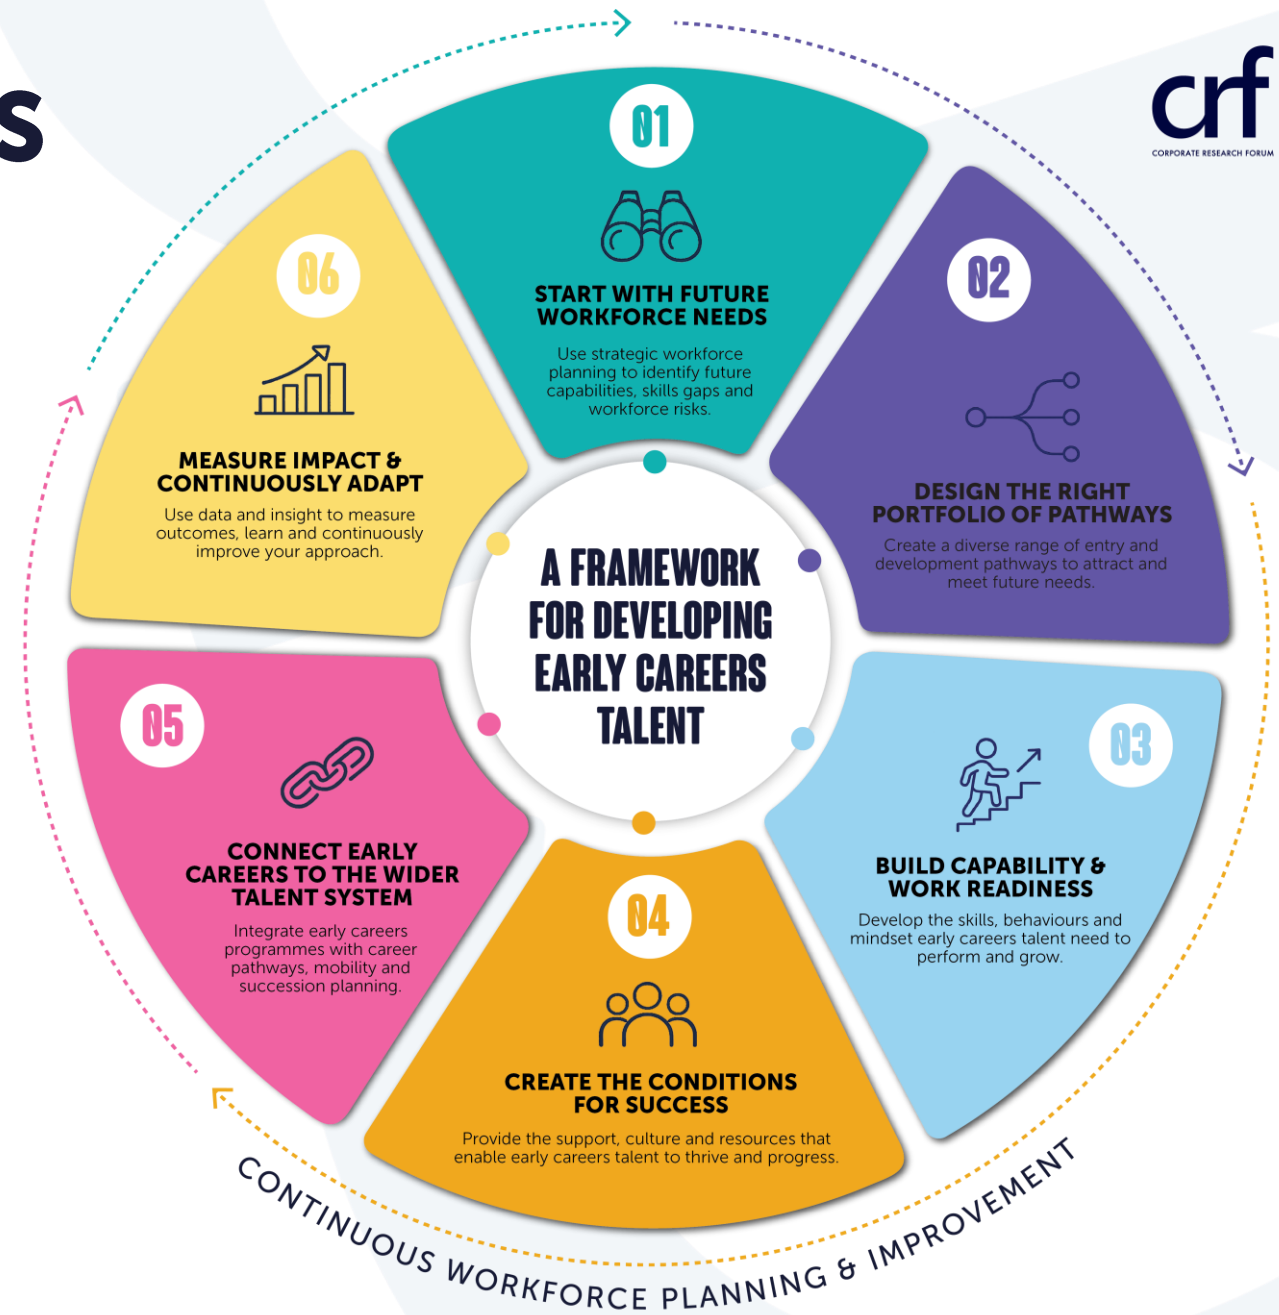 s
crf
CORPORATE RESEARCH FORUM
01
START WITH FUTURE
WORKFORCE NEEDS
Use strategic workforce
planning to identify future
capabilities, skills gaps and
workforce risks.
02
DESIGN THE RIGHT
PORTFOLIO OF PATHWAYS
Create a diverse range of entry and
development pathways to attract and
meet future needs.
03
BUILD CAPABILITY &
WORK READINESS
Develop the skills, behaviours and
mindset early careers talent need to
perform and grow.
04
CREATE THE CONDITIONS
FOR SUCCESS
Provide the support, culture and resources that
enable early careers talent to thrive and progress.
05
CONNECT EARLY
CAREERS TO THE WIDER
TALENT SYSTEM
Integrate early careers
programmes with career
pathways, mobility and
succession planning.
06
MEASURE IMPACT &
CONTINUOUSLY ADAPT
Use data and insight to measure
outcomes, learn and continuously
improve your approach.
A FRAMEWORK
FOR DEVELOPING
EARLY CAREERS
TALENT
CONTINUOUS WORKFORCE PLANNING & IMPROVEMENT